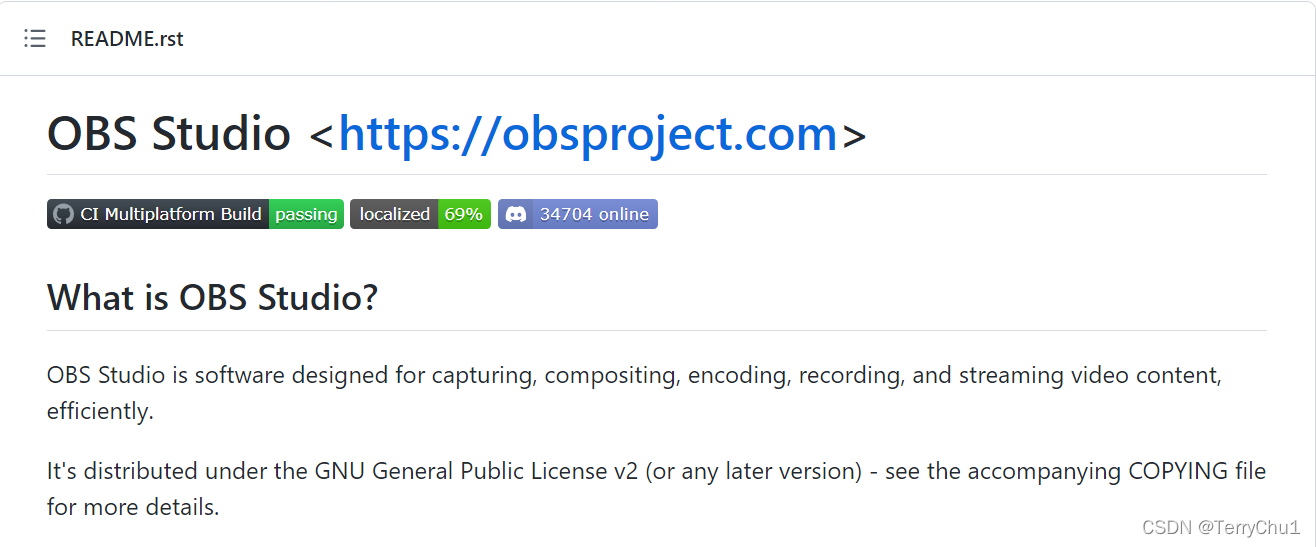 README.rst
OBS Studio <https://obsproject.com>
CI Multiplatform Build passing localized 69% 34704 online
What is OBS Studio?
OBS Studio is software designed for capturing, compositing, encoding, recording, and streaming video content,
efficiently.
It's distributed under the GNU General Public License v2 (or any later version) - see the accompanying COPYING file
for more details.
CSDN @TerryChu1